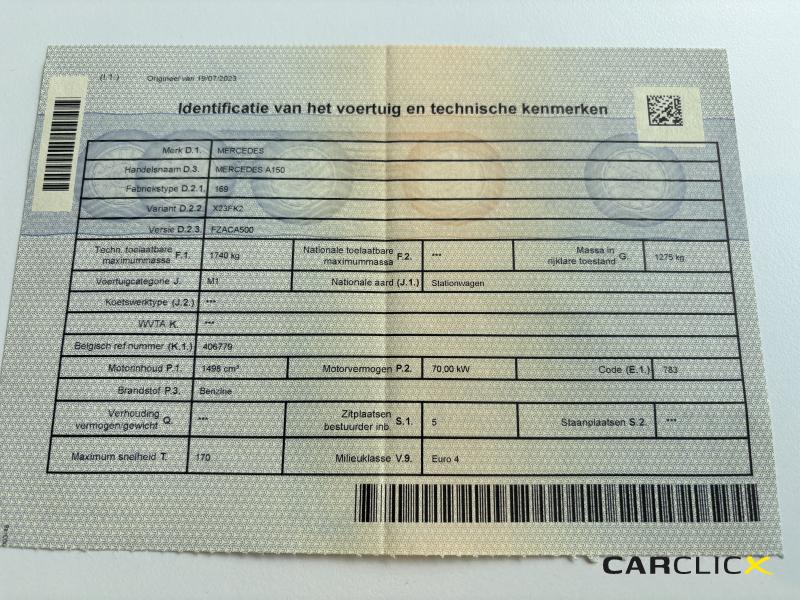 (I.1.) Origineel van 19/07/2023
Identificatie van het voertuig en technische kenmerken
Merk D.1. MERCEDES
Handelsnaam D.3. MERCEDES A150
Fabriekstype D.2.1. 169
Variant D.2.2. X23FK2
Versie D.2.3. FZACA500
Techn. toelaatbare maximummassa F.1. 1740 kg Nationale toelaatbare maximummassa F.2. *** Massa in rijklare toestand G. 1275 kg
Voertuigcategorie J. M1 Nationale aard (J.1.) Stationwagen
Koetswerktype (J.2.) ***
WVTA K. ***
Belgisch ref.nummer (K.1.) 406779
Motorinhoud P.1. 1498 cm³ Motorvermogen P.2. 70,00 kW Code (E.1.) 783
Brandstof P.3. Benzine
Verhouding vermogen/gewicht Q. *** Zitplaatsen bestuurder inb. S.1. 5 Staanplaatsen S.2. ***
Maximum snelheid T. 170 Milieuklasse V.9. Euro 4
CARCLICX